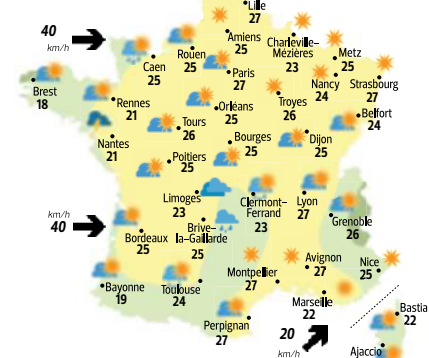 Lille
27
40
km/h
Caen
25
Rouen
25
Amiens
25
Charleville–
Mézières
23
Metz
25
Brest
18
Rennes
21
Paris
27
Nancy
24
Strasbourg
27
Orléans
25
Troyes
26
Belfort
24
Nantes
21
Tours
26
Bourges
25
Dijon
25
Poitiers
25
Limoges
23
Clermont–
Ferrand
23
Lyon
27
Grenoble
26
km/h
40
Bordeaux
25
Brive–
la-Gaillarde
25
Bayonne
19
Toulouse
24
Montpellier
27
Avignon
27
Nice
25
Marseille
22
Perpignan
27
20
km/h
Bastia
22
Ajaccio